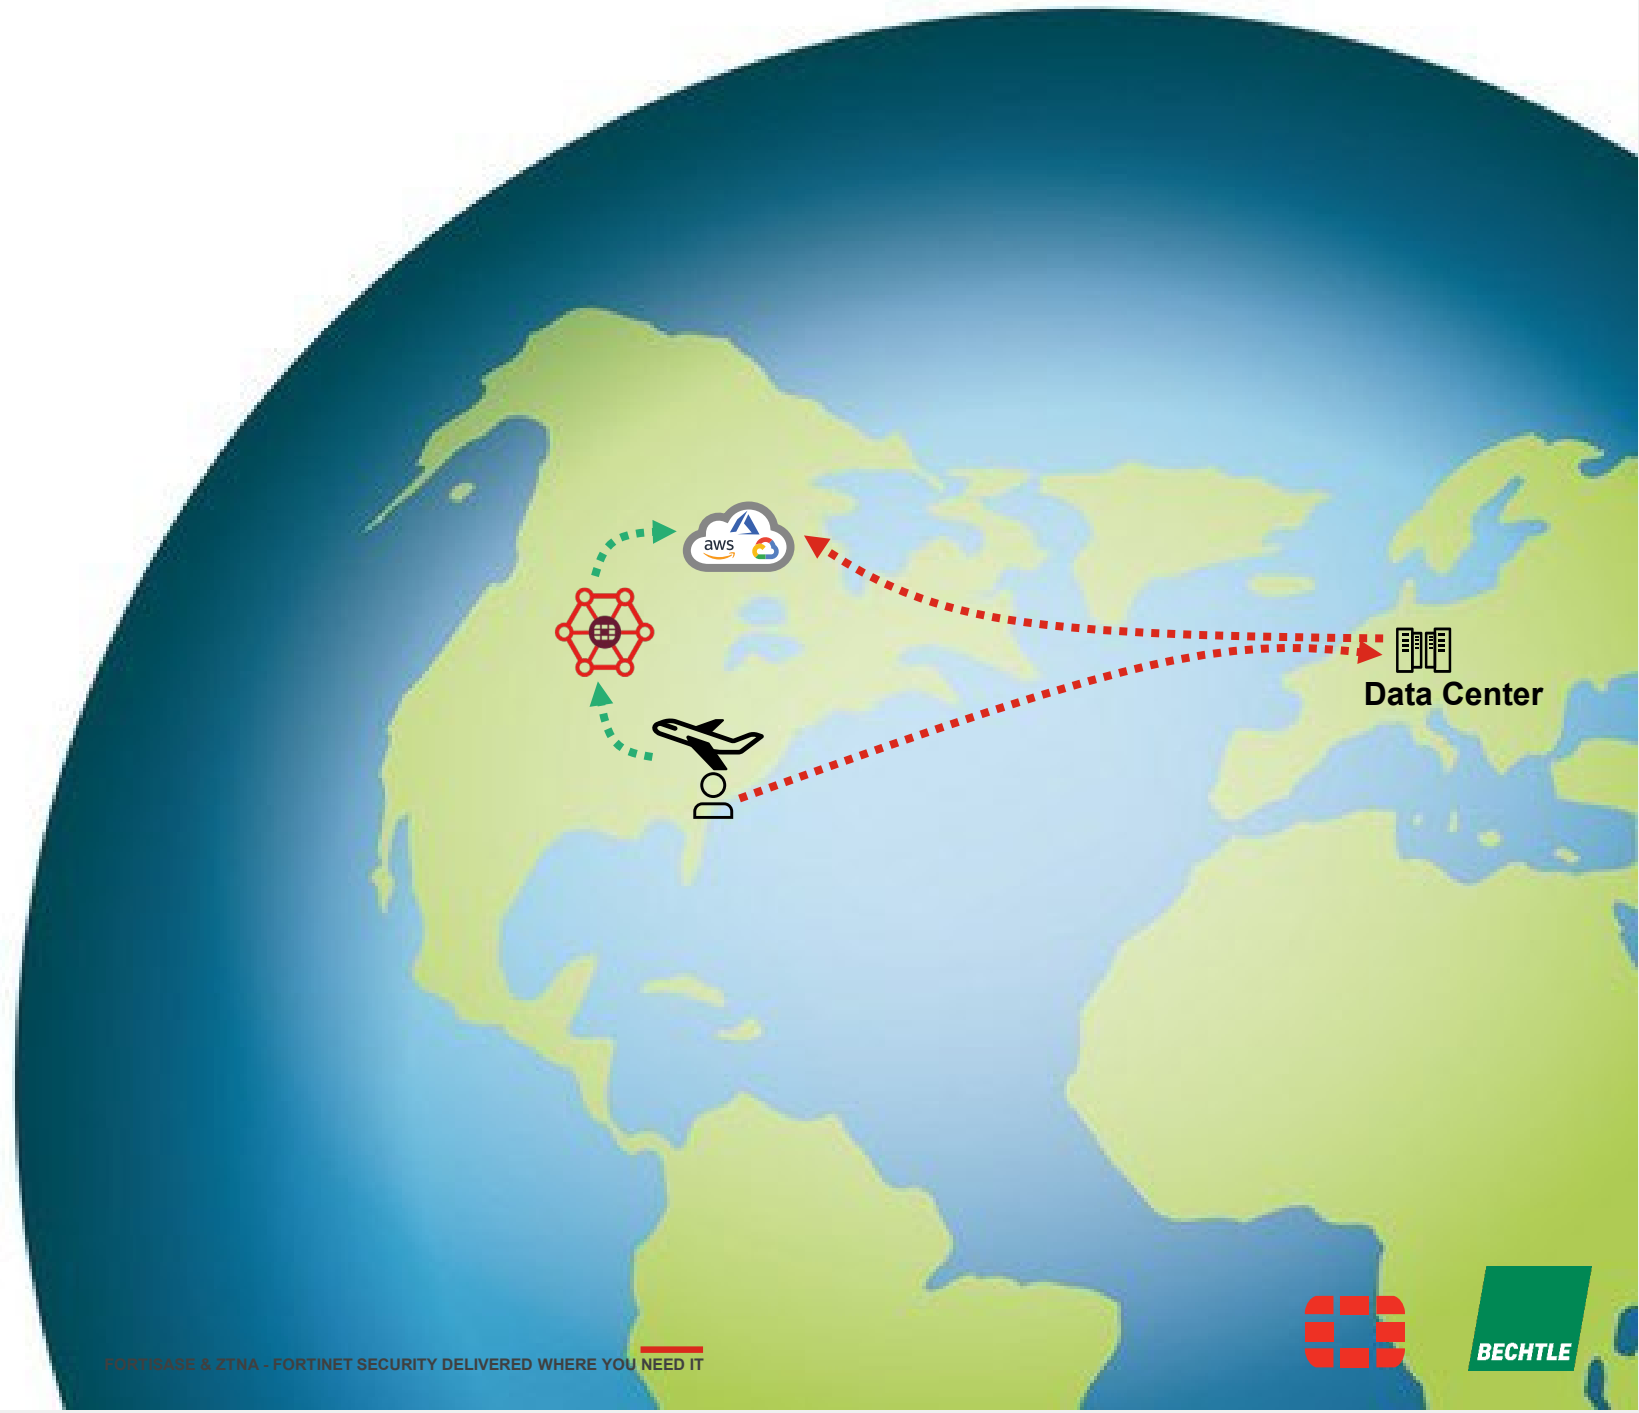 aws
Data Center
FORTISASE & ZTNA - FORTINET SECURITY DELIVERED WHERE YOU NEED IT
BECHTLE